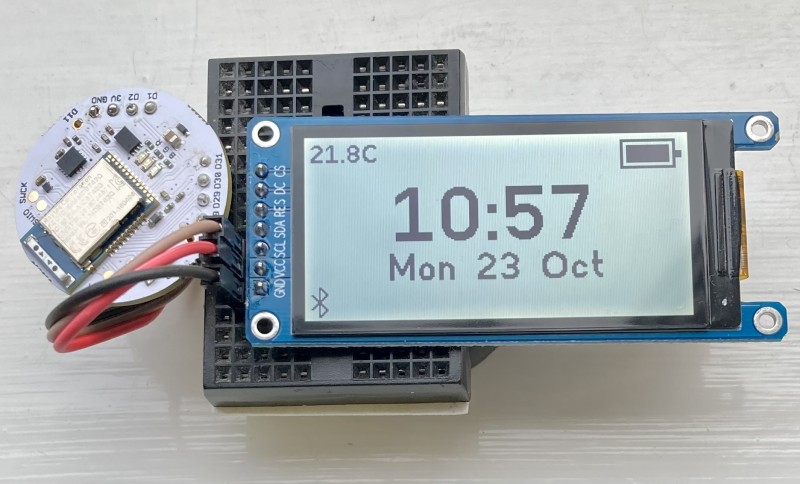 21.8C
10:57
Mon 23 Oct
GND VCC SCL SDA RES DC CS
D1
D2
3V
GND
D11
SWCK
D31
D30
D29